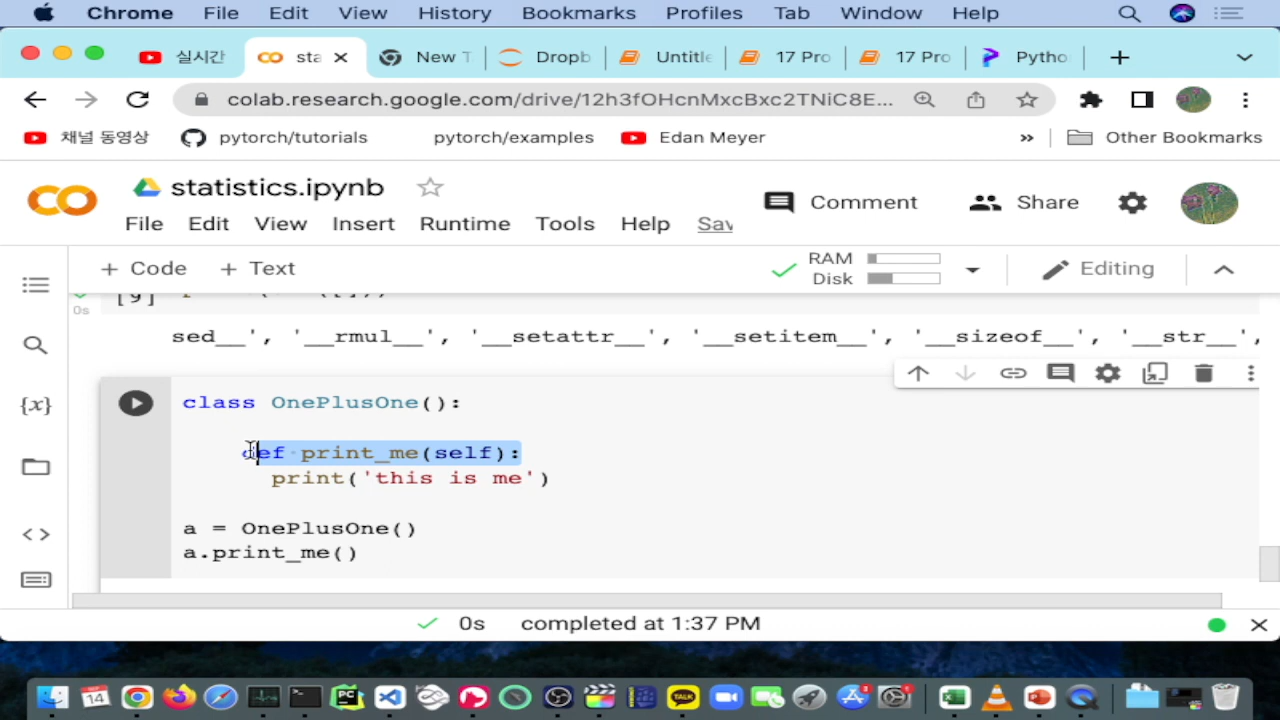 Chrome File Edit View History Bookmarks Profiles Tab Window Help
실시간 sta New T Dropb Untitle 17 Pro 17 Pro Pytho
colab.research.google.com/drive/12h3fOHcnMxcBxc2TNiC8E...
채널 동영상 pytorch/tutorials pytorch/examples Edan Meyer » Other Bookmarks
statistics.ipynb
Comment Share
File Edit View Insert Runtime Tools Help Sav
+ Code + Text RAM Disk Editing
[9]
0s
sed__', '__rmul__', '__setattr__', '__setitem__', '__sizeof__', '__str__',
class OnePlusOne():
def print_me(self):
print('this is me')
a = OnePlusOne()
a.print_me()
0s completed at 1:37 PM
14
TALK